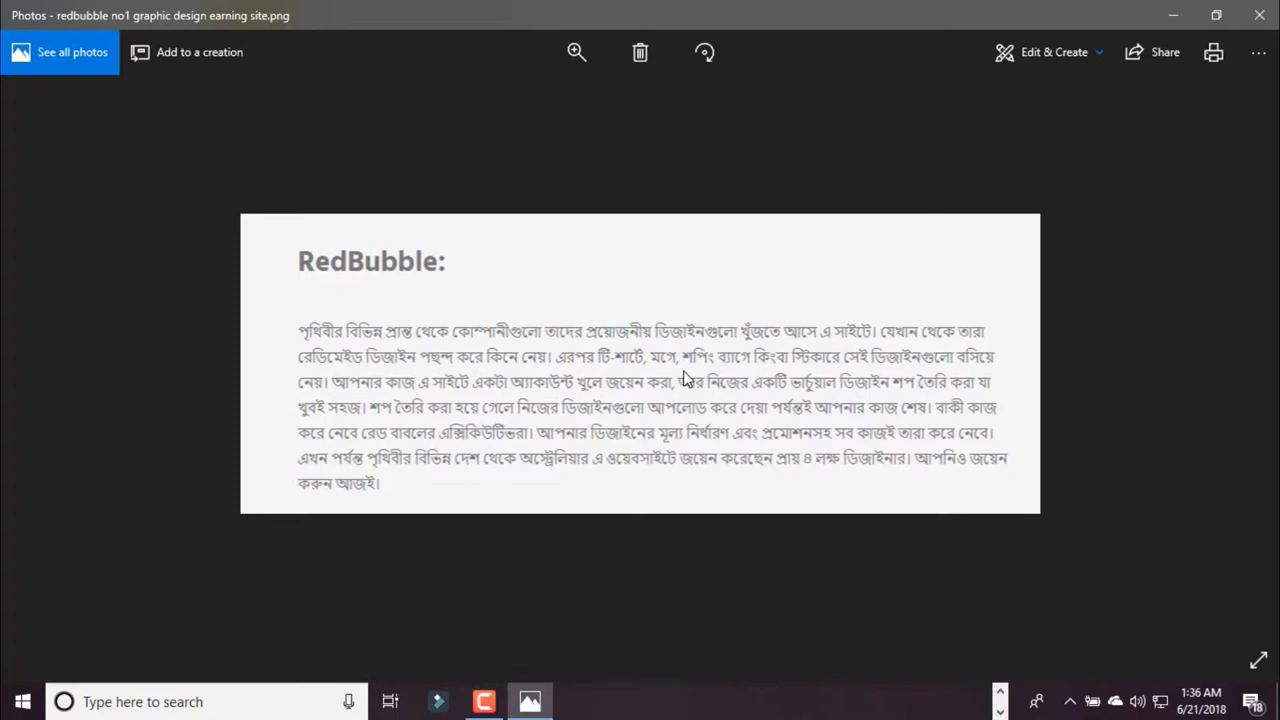 Photos - redbubble no1 graphic design earning site.png
See all photos
Add to a creation
Edit & Create
Share
RedBubble:
পৃথিবীর বিভিন্ন প্রান্ত থেকে কোম্পানীগুলো তাদের প্রয়োজনীয় ডিজাইনগুলো খুঁজতে আসে এ সাইটে। যেখান থেকে তারা
রেডিমেইড ডিজাইন পছন্দ করে কিনে নেয়। এরপর টি-শার্টে, মগে, শপিং ব্যাগে কিংবা স্টিকারে সেই ডিজাইনগুলো বসিয়ে
নেয়। আপনার কাজ এ সাইটে একটা অ্যাকাউন্ট খুলে জয়েন করা, নিজের একটি ভার্চুয়াল ডিজাইন শপ তৈরি করা যা
খুবই সহজ। শপ তৈরি করা হয়ে গেলে নিজের ডিজাইনগুলো আপলোড করে দেয়া পর্যন্তই আপনার কাজ শেষ। বাকী কাজ
করে নেবে রেড বাবলের এক্সিকিউটিভরা। আপনার ডিজাইনের মূল্য নির্ধারণ এবং প্রমোশনসহ সব কাজই তারা করে নেবে।
এখন পর্যন্ত পৃথিবীর বিভিন্ন দেশ থেকে অস্ট্রেলিয়ার এ ওয়েবসাইটে জয়েন করেছেন প্রায় ৪ লক্ষ ডিজাইনার। আপনিও জয়েন
করুন আজই।
Type here to search
1:36 AM
6/21/2018
18